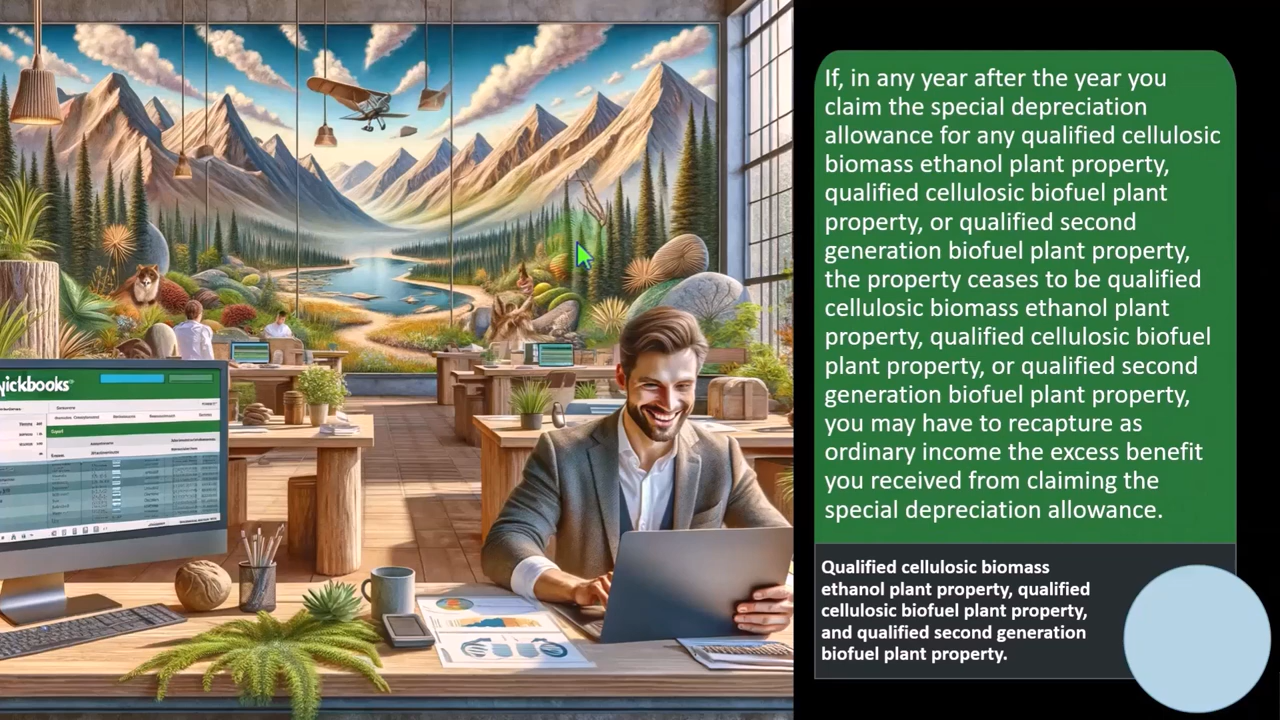 If, in any year after the year you
claim the special depreciation
allowance for any qualified cellulosic
biomass ethanol plant property,
qualified cellulosic biofuel plant
property, or qualified second
generation biofuel plant property,
the property ceases to be qualified
cellulosic biomass ethanol plant
property, qualified cellulosic biofuel
plant property, or qualified second
generation biofuel plant property,
you may have to recapture as
ordinary income the excess benefit
you received from claiming the
special depreciation allowance.
Qualified cellulosic biomass
ethanol plant property, qualified
cellulosic biofuel plant property,
and qualified second generation
biofuel plant property.